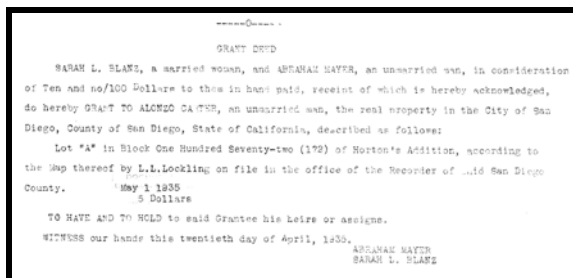 -----O-----
GRANT DEED
SARAH L. BLANZ, a married woman, and ABRAHAM MAYER, an unmarried man, in consideration
of Ten and no/100 Dollars to them in hand paid, receipt of which is hereby acknowledged,
do hereby GRANT TO ALONZO CARTER, an unmarried man, the real property in the City of San
Diego, County of San Diego, State of California, described as follows:
Lot "A" in Block One Hundred Seventy-two (172) of Horton's Addition, according to
the Map thereof by L.L.Lockling on file in the office of the Recorder of said San Diego
County. May 1 1935
5 Dollars
TO HAVE AND TO HOLD to said Grantee his heirs or assigns.
WITNESS our hands this twentieth day of April, 1935.
ABRAHAM MAYER
SARAH L. BLANZ